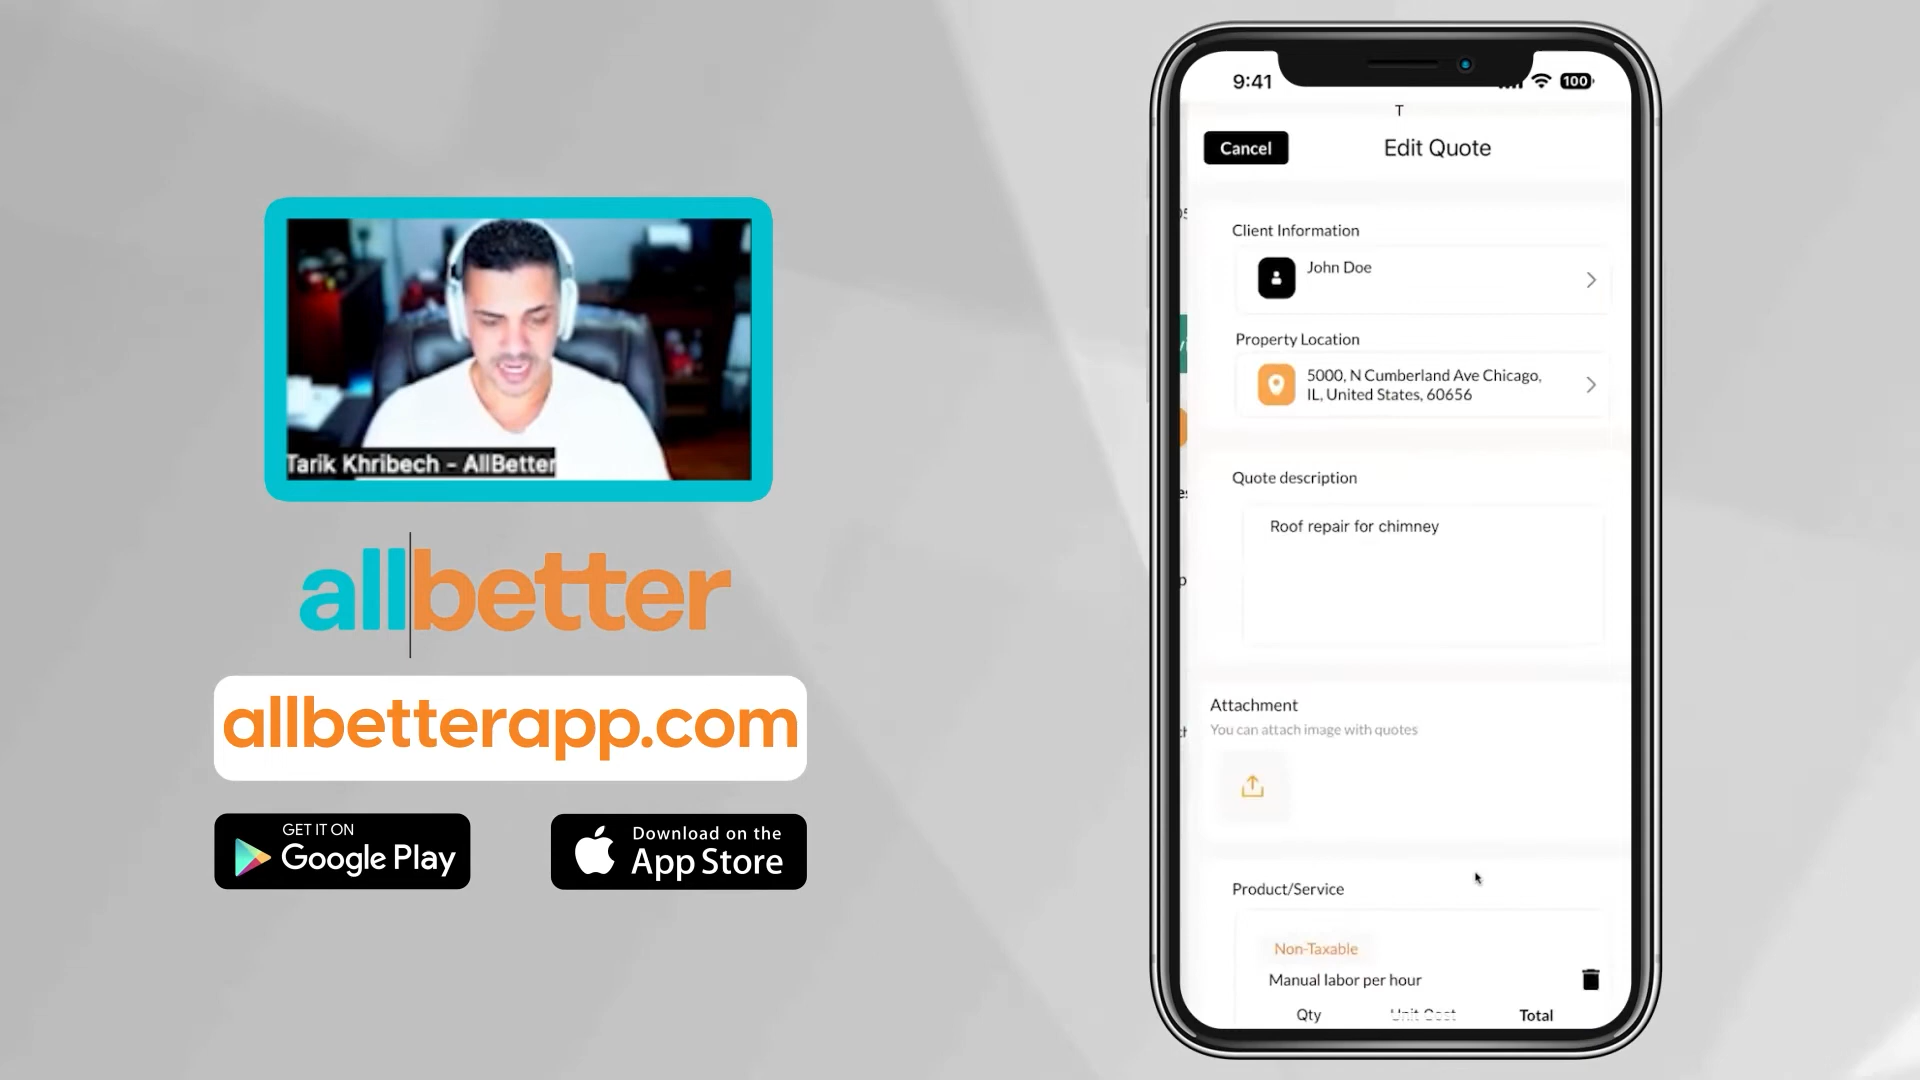 Tarik Khribech - AllBetter
allbetter
allbetterapp.com
GET IT ON
Google Play
Download on the
App Store
9:41
100
T
Cancel
Edit Quote
Client Information
John Doe
Property Location
5000, N Cumberland Ave Chicago,
IL, United States, 60656
Quote description
Roof repair for chimney
Attachment
You can attach image with quotes
Product/Service
Non-Taxable
Manual labor per hour
Qty Unit Cost Total